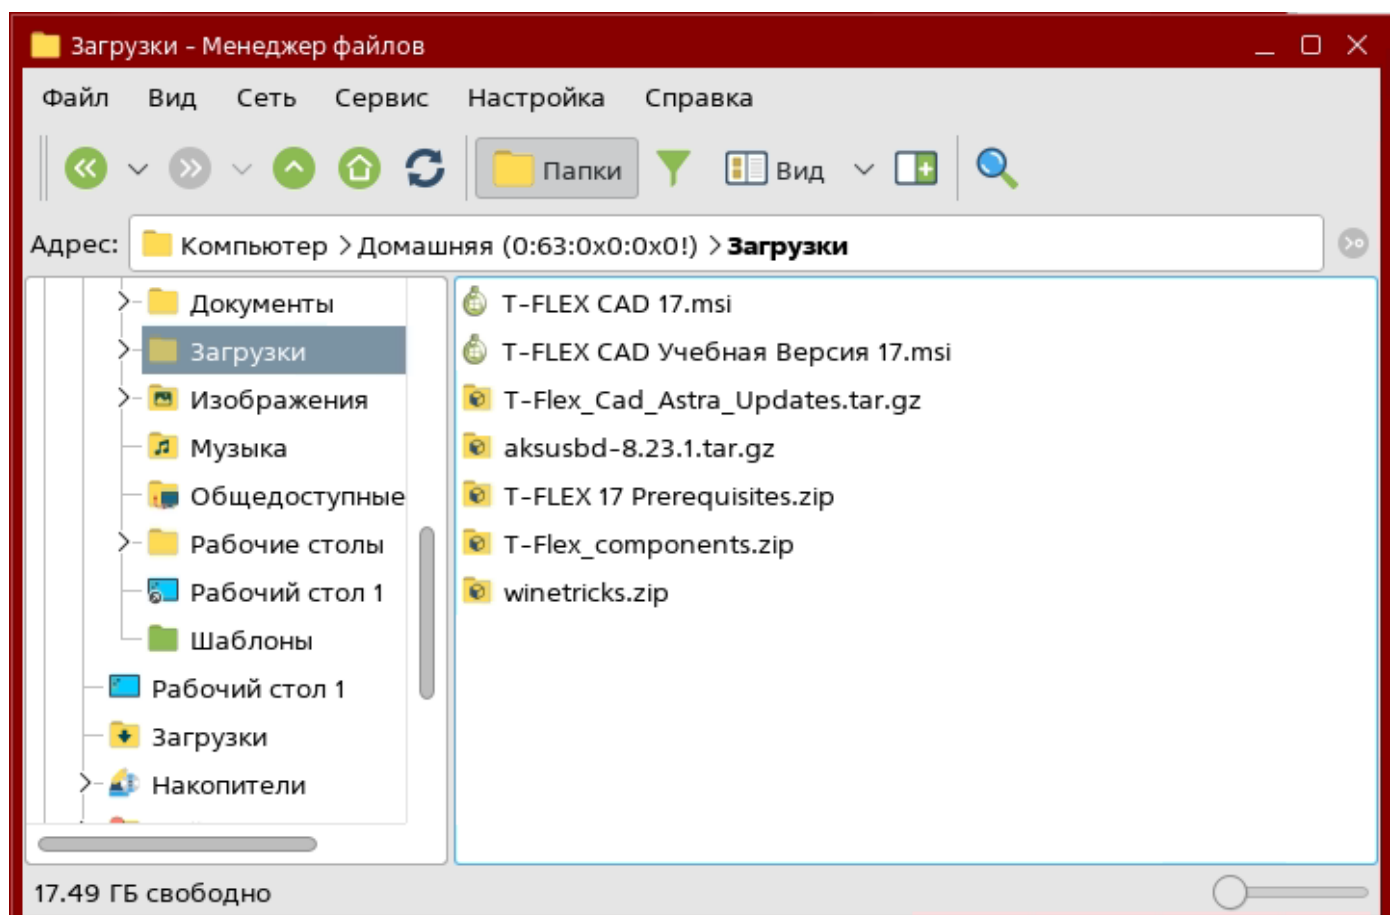 Загрузки - Менеджер файлов
Файл Вид Сеть Сервис Настройка Справка
Папки Вид
Адрес: Компьютер > Домашняя (0:63:0x0:0x0!) > Загрузки
Документы
Загрузки
Изображения
Музыка
Общедоступные
Рабочие столы
Рабочий стол 1
Шаблоны
Рабочий стол 1
Загрузки
Накопители
T-FLEX CAD 17.msi
T-FLEX CAD Учебная Версия 17.msi
T-Flex_Cad_Astra_Updates.tar.gz
aksusbd-8.23.1.tar.gz
T-FLEX 17 Prerequisites.zip
T-Flex_components.zip
winetricks.zip
17.49 ГБ свободно